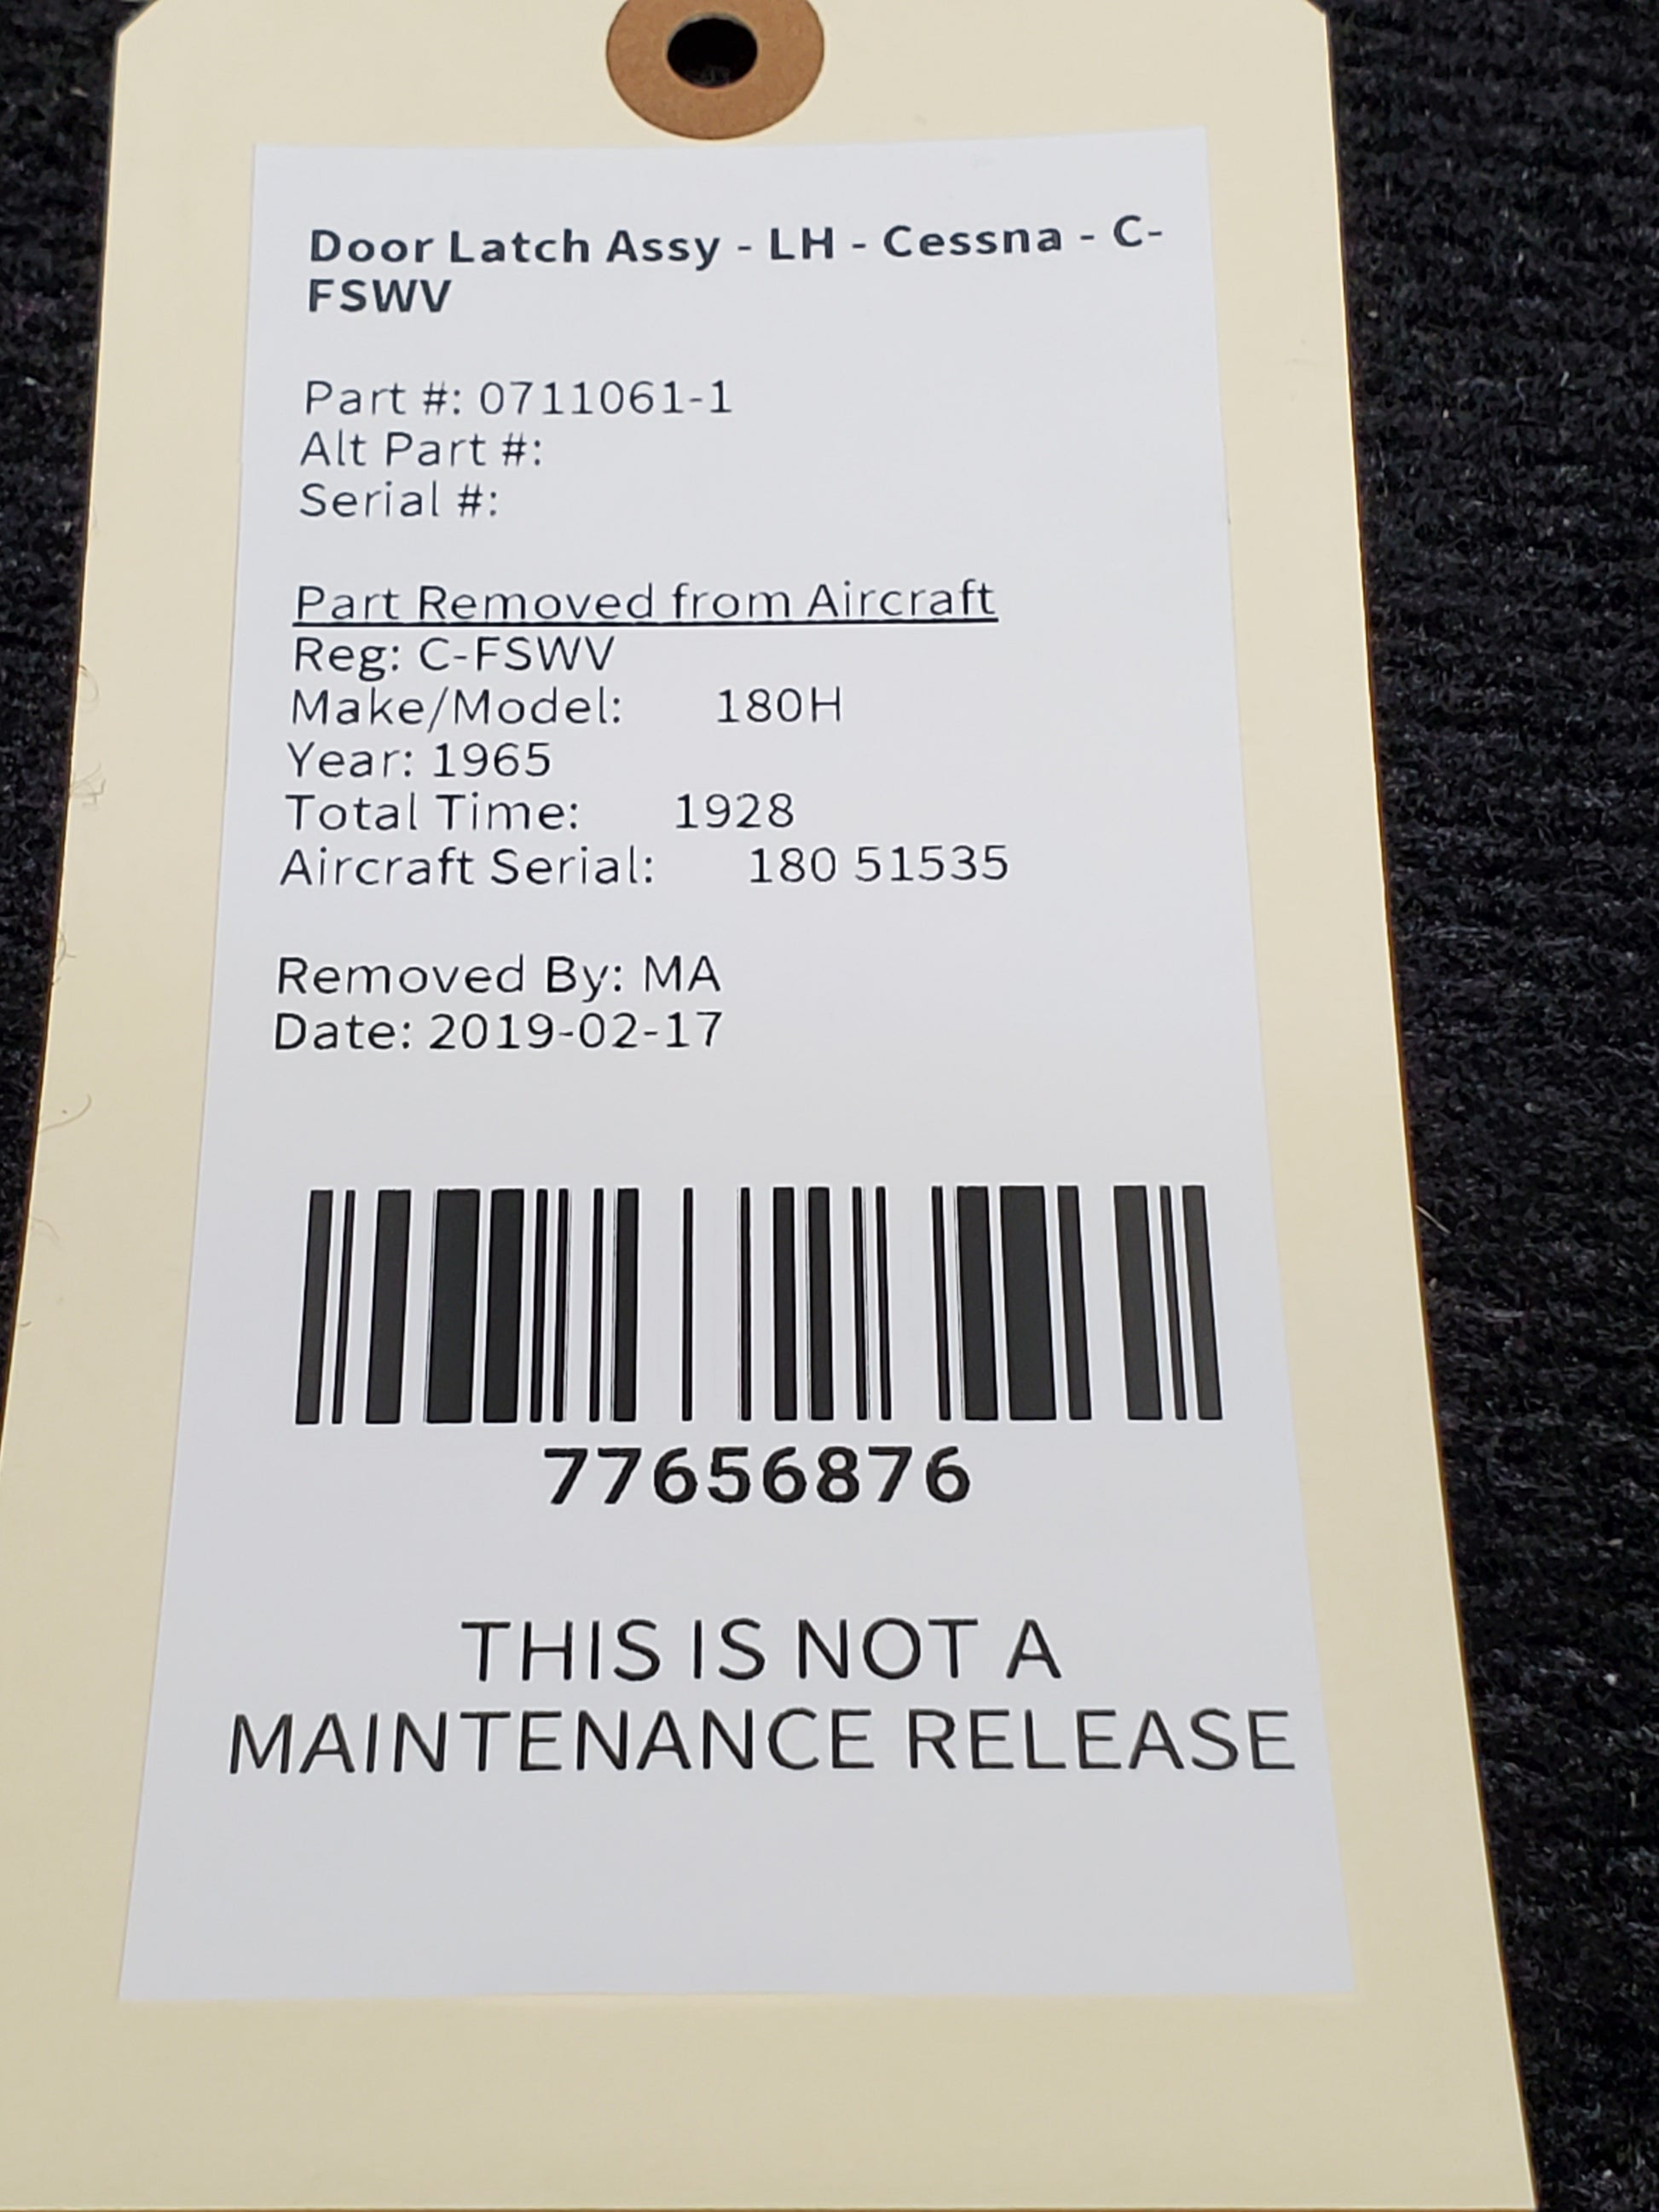 Door Latch Assy - LH - Cessna - C-
FSWV
Part #: 0711061-1
Alt Part #:
Serial #:
Part Removed from Aircraft
Reg: C-FSWV
Make/Model: 180H
Year: 1965
Total Time: 1928
Aircraft Serial: 180 51535
Removed By: MA
Date: 2019-02-17
77656876
THIS IS NOT A
MAINTENANCE RELEASE